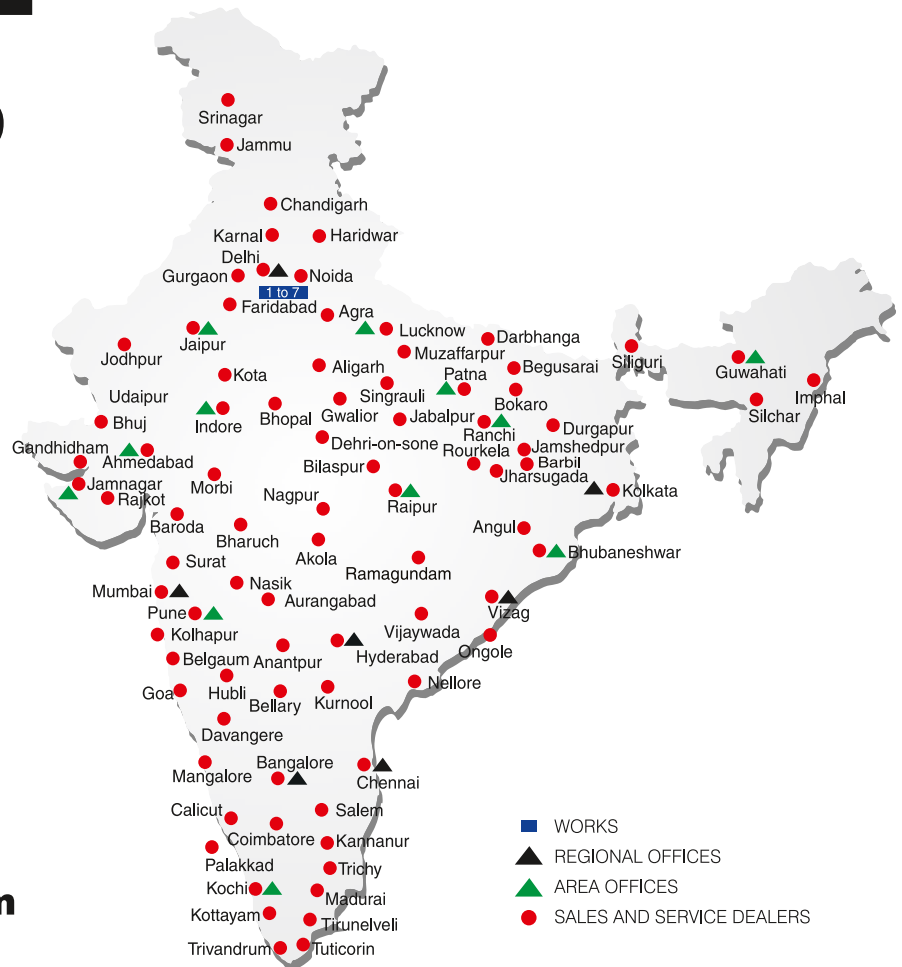 )
Srinagar
Jammu
Chandigarh
Karnal
Haridwar
Delhi
Gurgaon
Noida
1 to 7
Faridabad
Agra
Jaipur
Lucknow
Darbhanga
Jodhpur
Muzaffarpur
Siliguri
Aligarh
Patna
Begusarai
Guwahati
Kota
Singrauli
Imphal
Udaipur
Bokaro
Silchar
Bhuj
Indore
Bhopal
Gwalior
Jabalpur
Ranchi
Durgapur
Gandhidham
Dehri-on-sone
Rourkela
Jamshedpur
Ahmedabad
Bilaspur
Barbil
Jharsugada
Jamnagar
Morbi
Kolkata
Rajkot
Nagpur
Raipur
Baroda
Bharuch
Angul
Akola
Bhubaneshwar
Surat
Ramagundam
Nasik
Mumbai
Aurangabad
Pune
Vizag
Kolhapur
Vijaywada
Ongole
Belgaum
Anantpur
Hyderabad
Goa
Hubli
Nellore
Bellary
Kurnool
Davangere
Bangalore
Mangalore
Chennai
Calicut
Salem
Coimbatore
Kannanur
Palakkad
Trichy
Kochi
Madurai
Kottayam
Tirunelveli
Trivandrum
Tuticorin
m
WORKS
REGIONAL OFFICES
AREA OFFICES
SALES AND SERVICE DEALERS